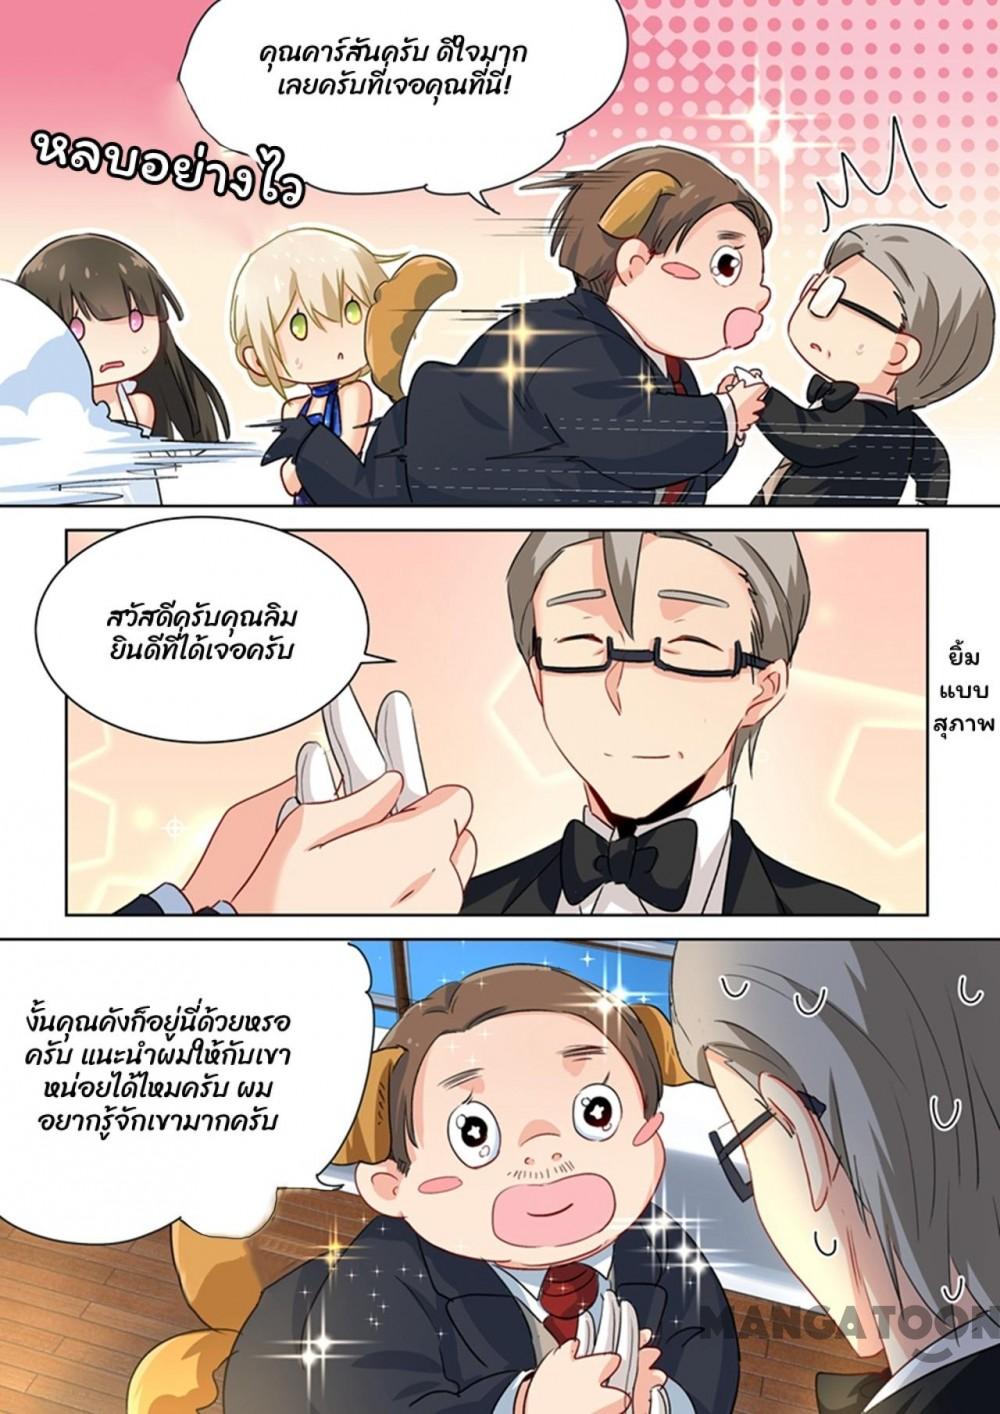 คุณคาร์สันครับ ดีใจมาก
เลยครับที่เจอคุณที่นี่!
หลบอย่างไว
สวัสดีครับคุณลิม
ยินดีที่ได้เจอครับ
ยิ้ม
แบบ
สุภาพ
งั้นคุณคังก็อยู่นี่ด้วยหรอ
ครับ แนะนำผมให้กับเขา
หน่อยได้ไหมครับ ผม
อยากรู้จักเขามากครับ
MANGATOON